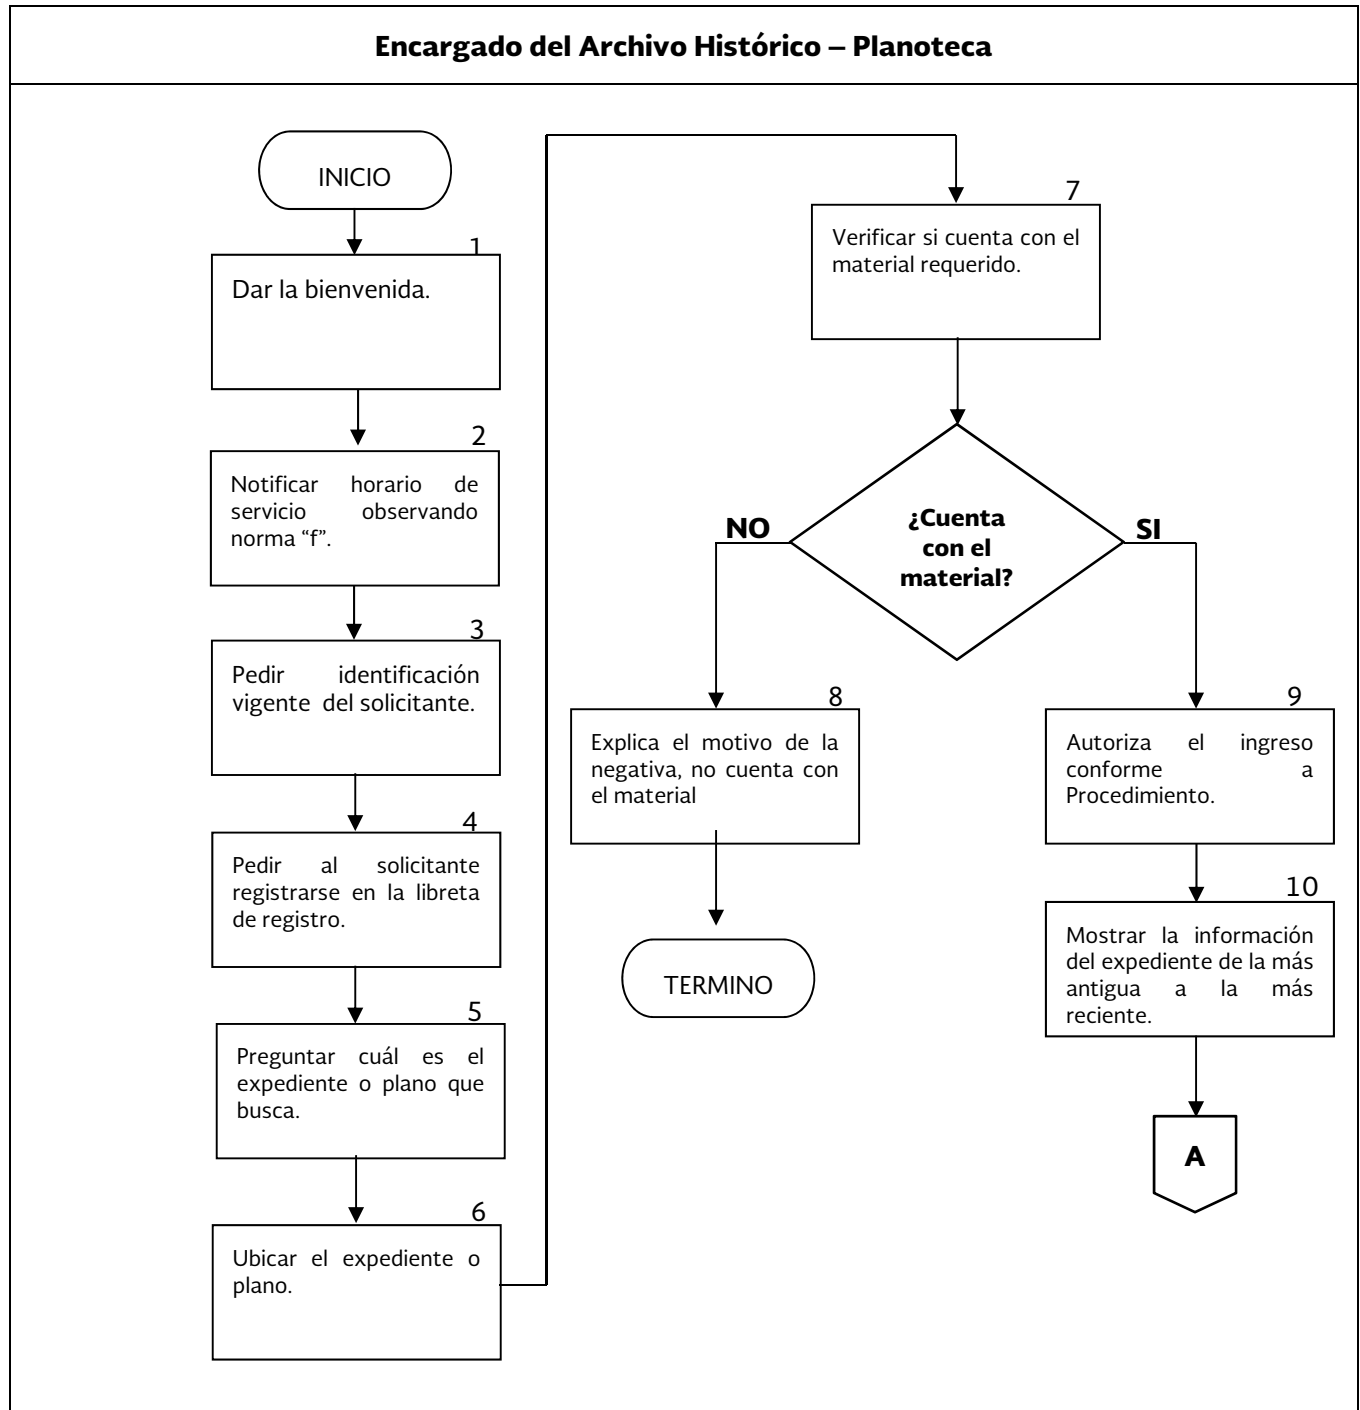 Encargado del Archivo Histórico – Planoteca
INICIO
1
Dar la bienvenida.
2
Notificar horario de
servicio observando
norma “f”.
3
Pedir identificación
vigente del solicitante.
4
Pedir al solicitante
registrarse en la libreta
de registro.
5
Preguntar cuál es el
expediente o plano que
busca.
6
Ubicar el expediente o
plano.
7
Verificar si cuenta con el
material requerido.
¿Cuenta
con el
material?
NO
SI
8
Explica el motivo de la
negativa, no cuenta con
el material
TERMINO
9
Autoriza el ingreso
conforme a
Procedimiento.
10
Mostrar la información
del expediente de la más
antigua a la más
reciente.
A